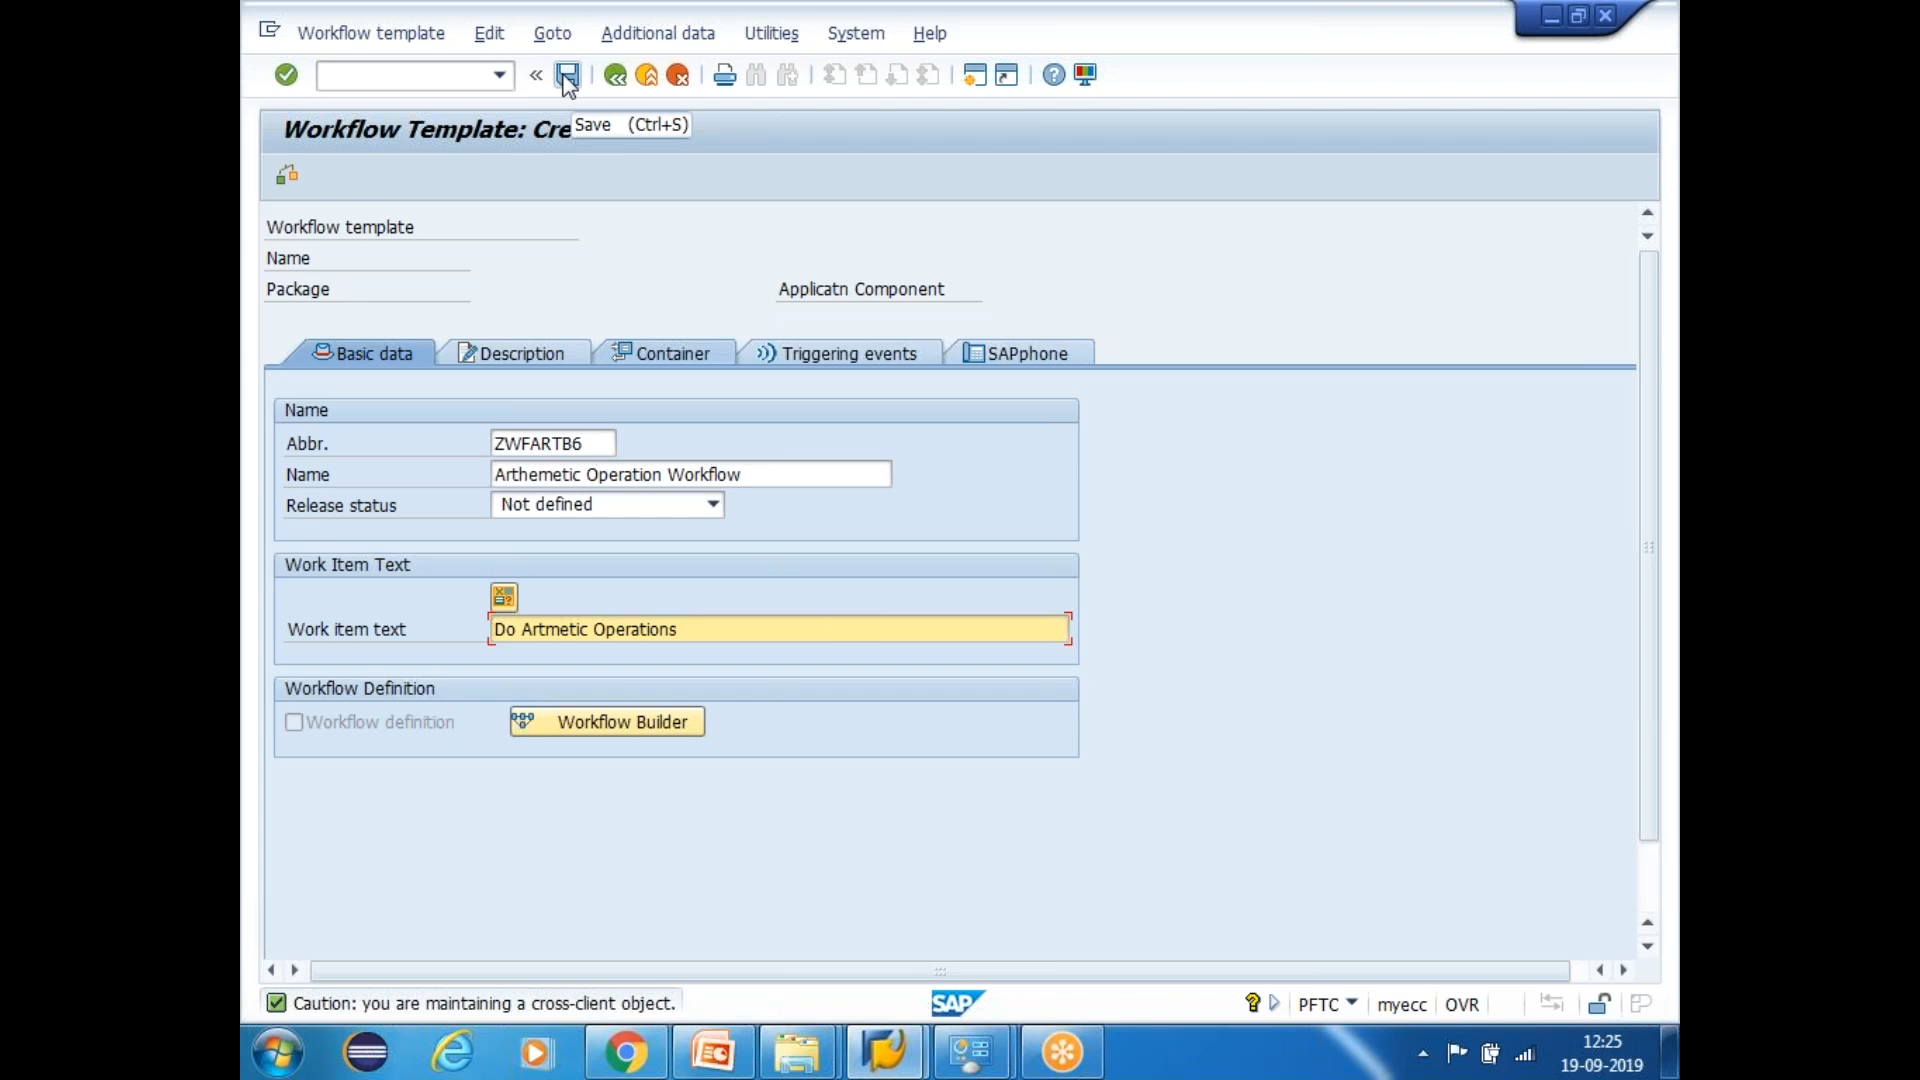 Workflow template Edit Goto Additional data Utilities System Help
Workflow Template: Cre
Save (Ctrl+S)
Workflow template
Name
Package Applicatn Component
Basic data Description Container Triggering events SAPphone
Name
Abbr. ZWFARTB6
Name Arthemetic Operation Workflow
Release status Not defined
Work Item Text
Work item text Do Artmetic Operations
Workflow Definition
Workflow definition Workflow Builder
Caution: you are maintaining a cross-client object. SAP PFTC myecc OVR
12:25
19-09-2019